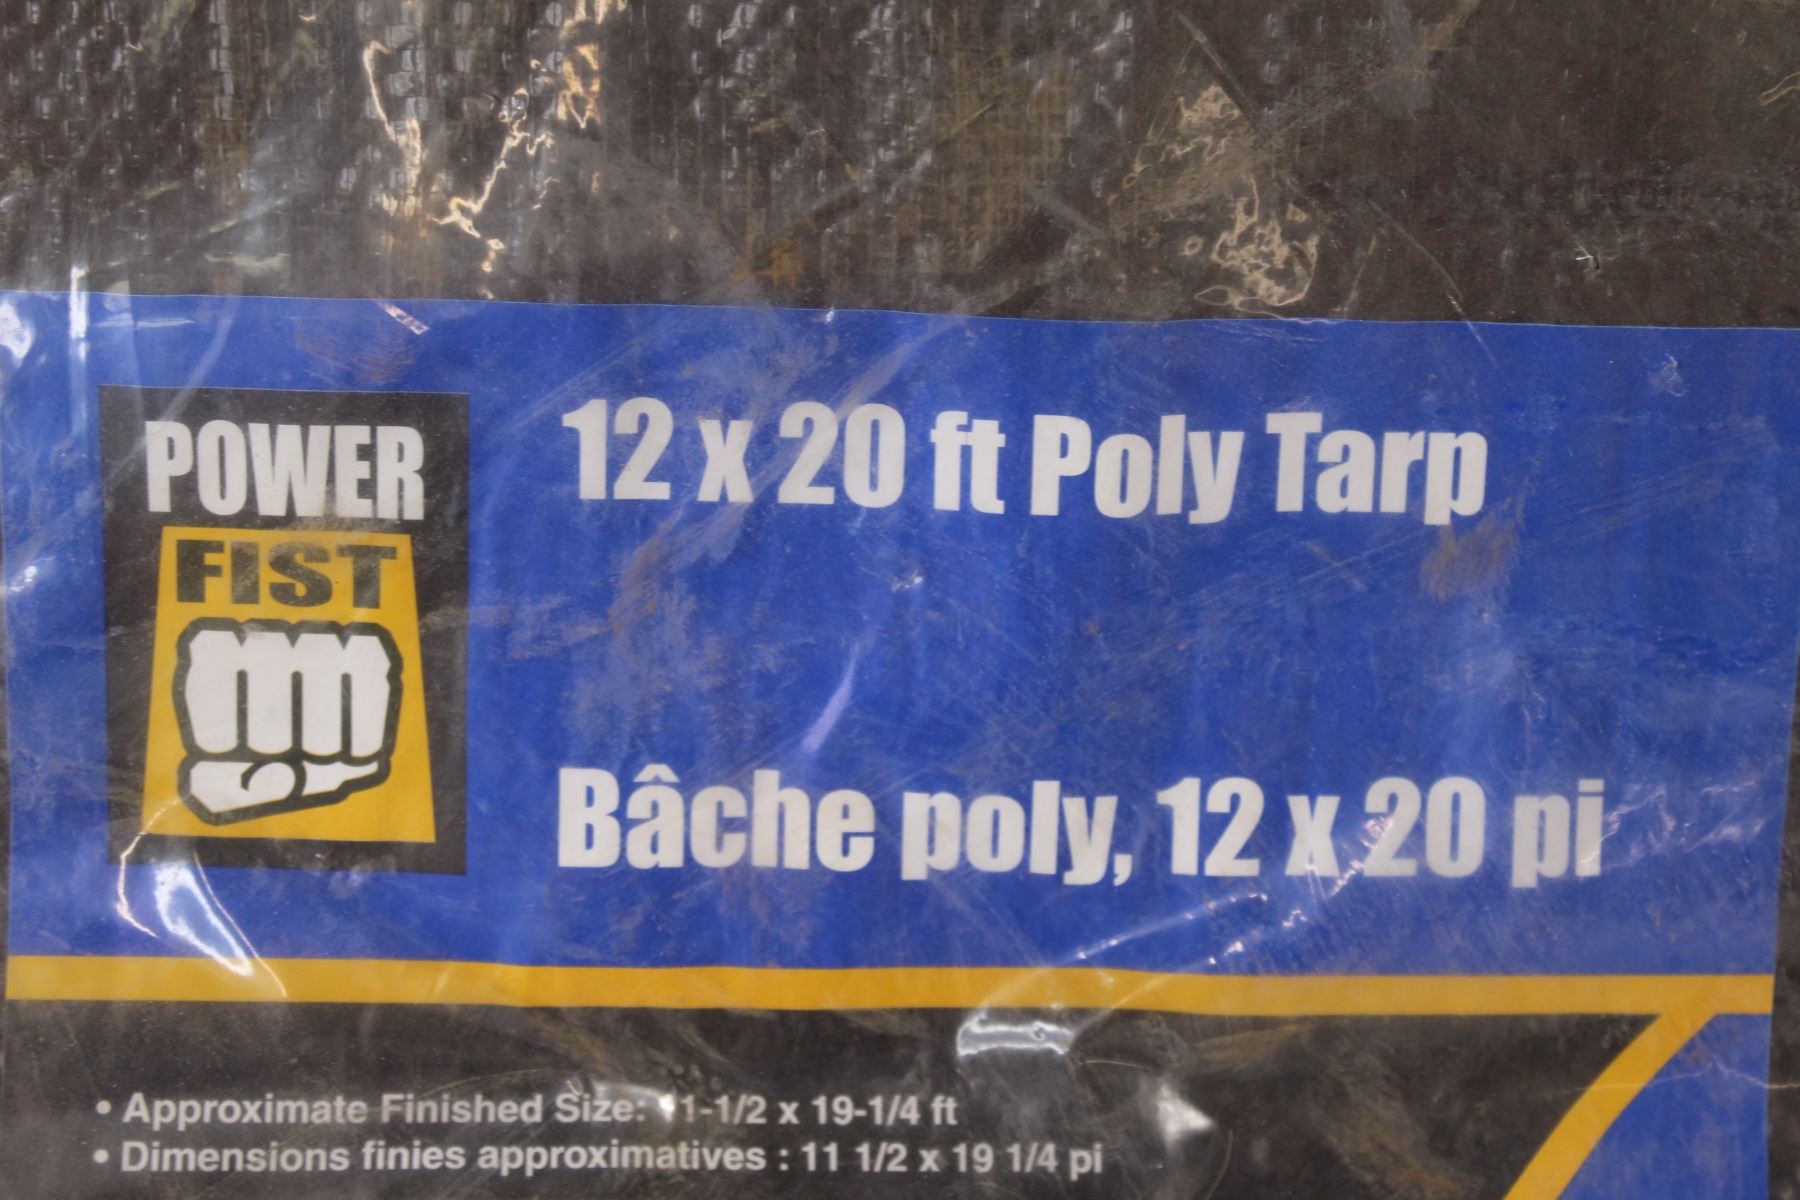 POWER
FIST
12 x 20 ft Poly Tarp
Bâche poly, 12 x 20 pi
• Approximate Finished Size: 11-1/2 x 19-1/4 ft
• Dimensions finies approximatives : 11 1/2 x 19 1/4 pi